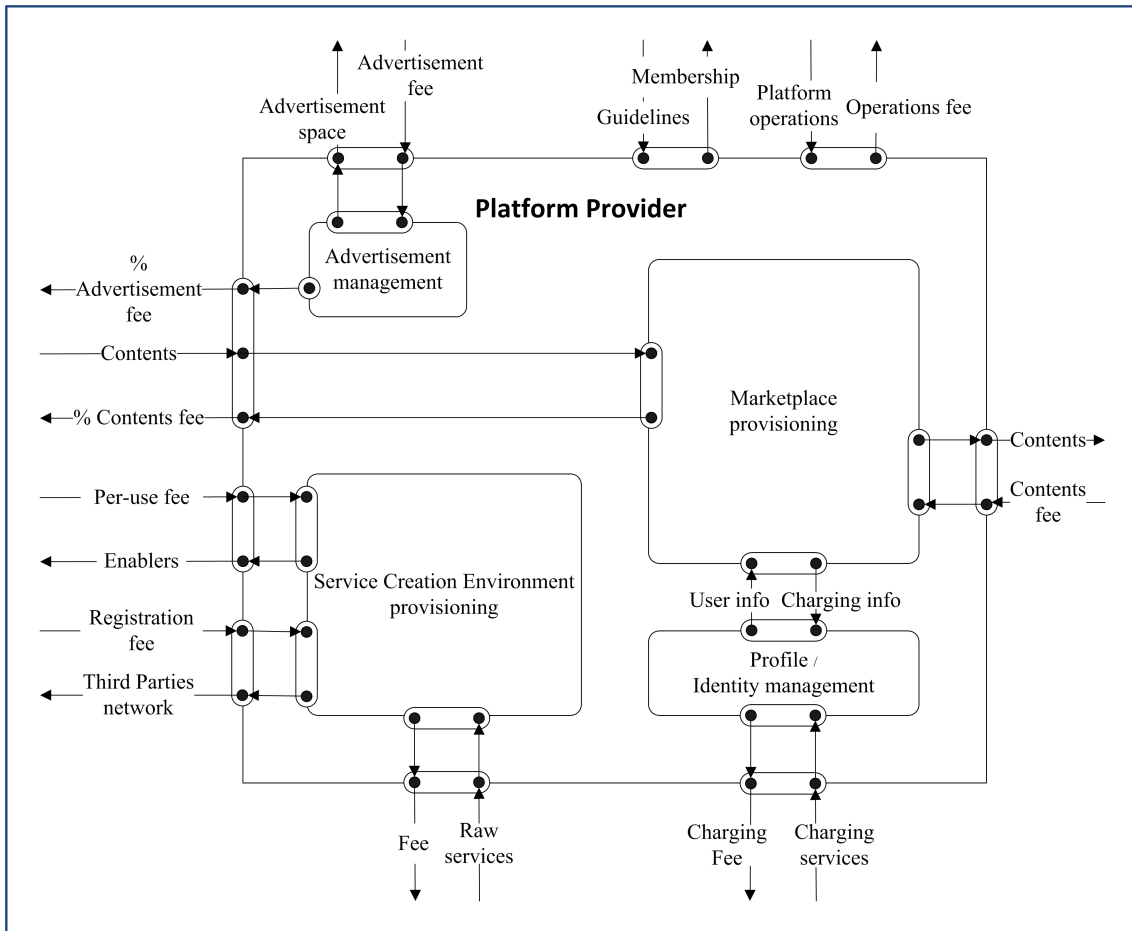 Advertisement
fee
Advertisement
space
Membership
Guidelines
Platform
operations
Operations fee
Platform Provider
Advertisement
management
%
Advertisement
fee
Contents
% Contents fee
Marketplace
provisioning
Contents
Contents
fee
Per-use fee
Enablers
Service Creation Environment
provisioning
User info
Charging info
Registration
fee
Third Parties
network
Profile /
Identity management
Fee
Raw
services
Charging
Fee
Charging
services